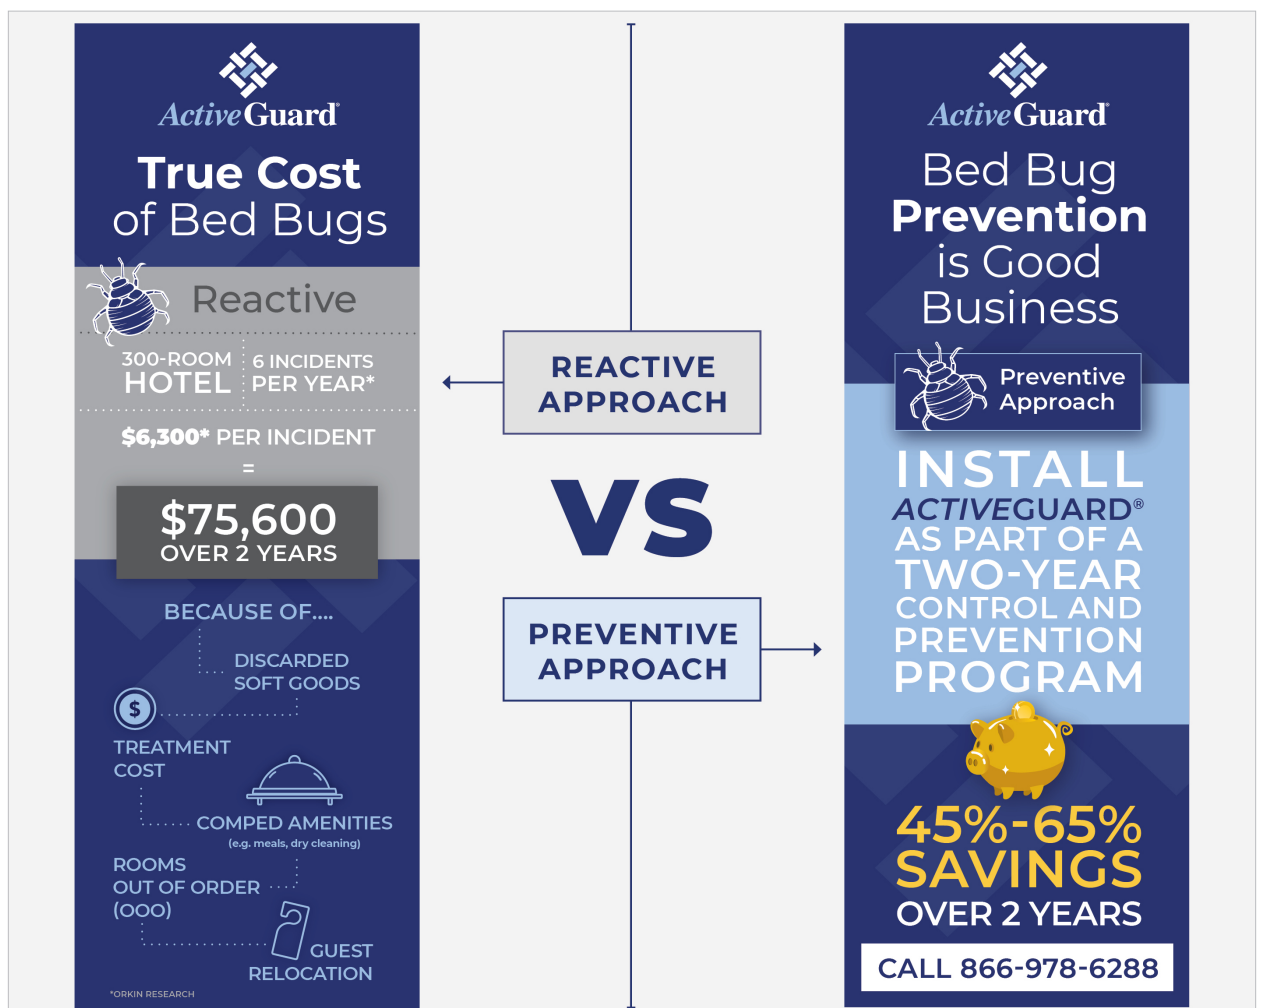 ActiveGuard®
True Cost
of Bed Bugs
Reactive
300-ROOM
HOTEL
6 INCIDENTS
PER YEAR*
$6,300* PER INCIDENT
=
$75,600
OVER 2 YEARS
BECAUSE OF....
DISCARDED
SOFT GOODS
$
TREATMENT
COST
COMPED AMENITIES
(e.g. meals, dry cleaning)
ROOMS
OUT OF ORDER
(OOO)
GUEST
RELOCATION
*ORKIN RESEARCH
REACTIVE
APPROACH
VS
PREVENTIVE
APPROACH
ActiveGuard®
Bed Bug
Prevention
is Good
Business
Preventive
Approach
INSTALL
ACTIVEGUARD®
AS PART OF A
TWO-YEAR
CONTROL AND
PREVENTION
PROGRAM
45%-65%
SAVINGS
OVER 2 YEARS
CALL 866-978-6288